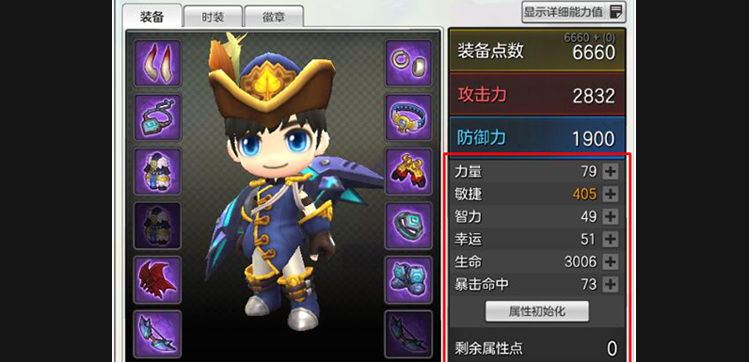 装备 时装 徽章
显示详细能力值
6660 + (0)
装备点数 6660
攻击力 2832
防御力 1900
力量 79
敏捷 405
智力 49
幸运 51
生命 3006
暴击命中 73
属性初始化
剩余属性点 0